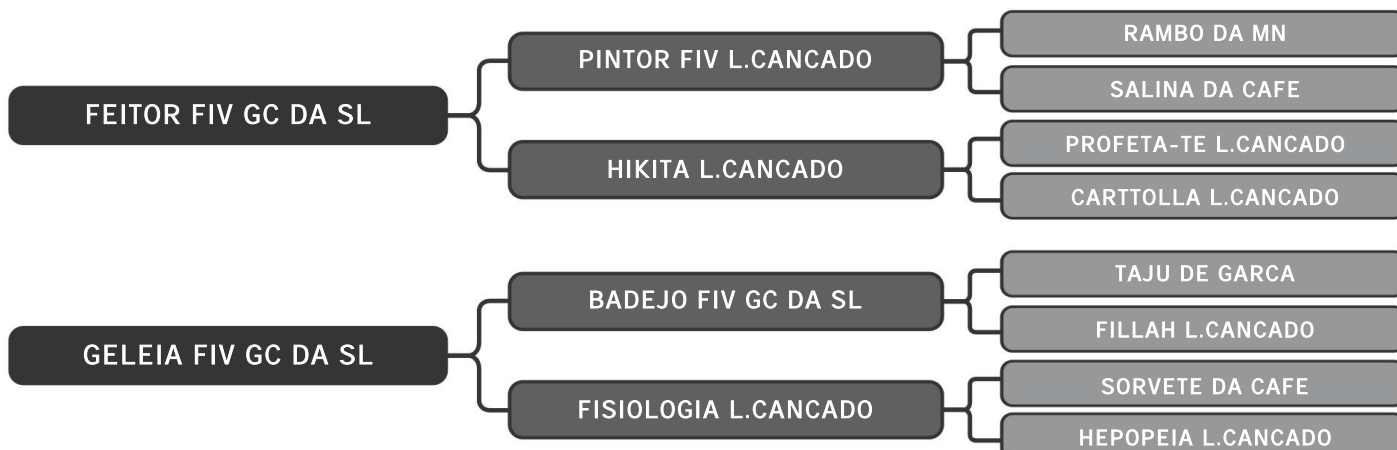 FEITOR FIV GC DA SL
PINTOR FIV L.CANCADO
RAMBO DA MN
SALINA DA CAFE
HIKITA L.CANCADO
PROFETA-TE L.CANCADO
CARTTOLLA L.CANCADO
GELEIA FIV GC DA SL
BADEJO FIV GC DA SL
TAJU DE GARCA
FILLAH L.CANCADO
FISIOLOGIA L.CANCADO
SORVETE DA CAFE
HEPOPEIA L.CANCADO